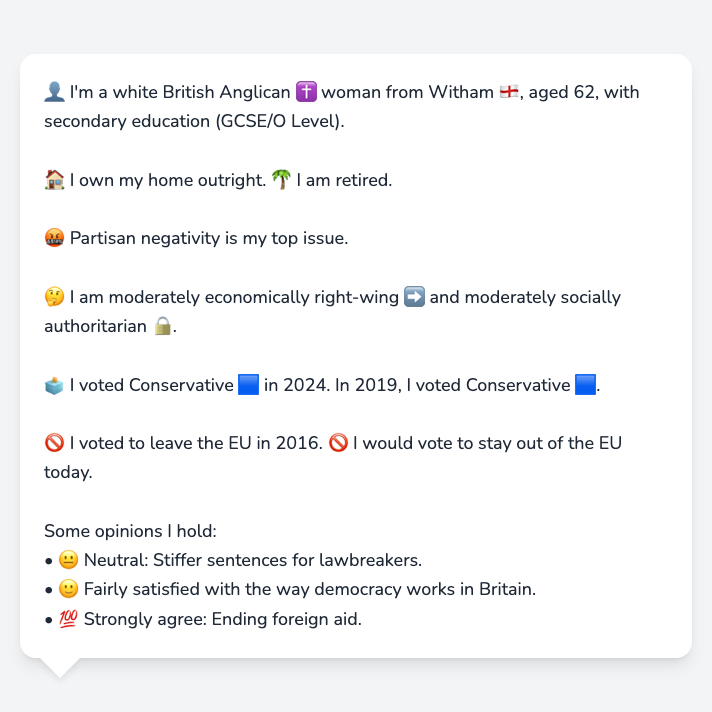 👤 I'm a white British Anglican ✝️ woman from Witham 🏴󠁧󠁢󠁥󠁮󠁧󠁿, aged 62, with
secondary education (GCSE/O Level).
🏠 I own my home outright. 🌴 I am retired.
🤬 Partisan negativity is my top issue.
🤔 I am moderately economically right-wing ➡️ and moderately socially
authoritarian 🔒.
🗳️ I voted Conservative 🟦 in 2024. In 2019, I voted Conservative 🟦.
🚫 I voted to leave the EU in 2016. 🚫 I would vote to stay out of the EU
today.
Some opinions I hold:
• 😐 Neutral: Stiffer sentences for lawbreakers.
• 🙂 Fairly satisfied with the way democracy works in Britain.
• 💯 Strongly agree: Ending foreign aid.